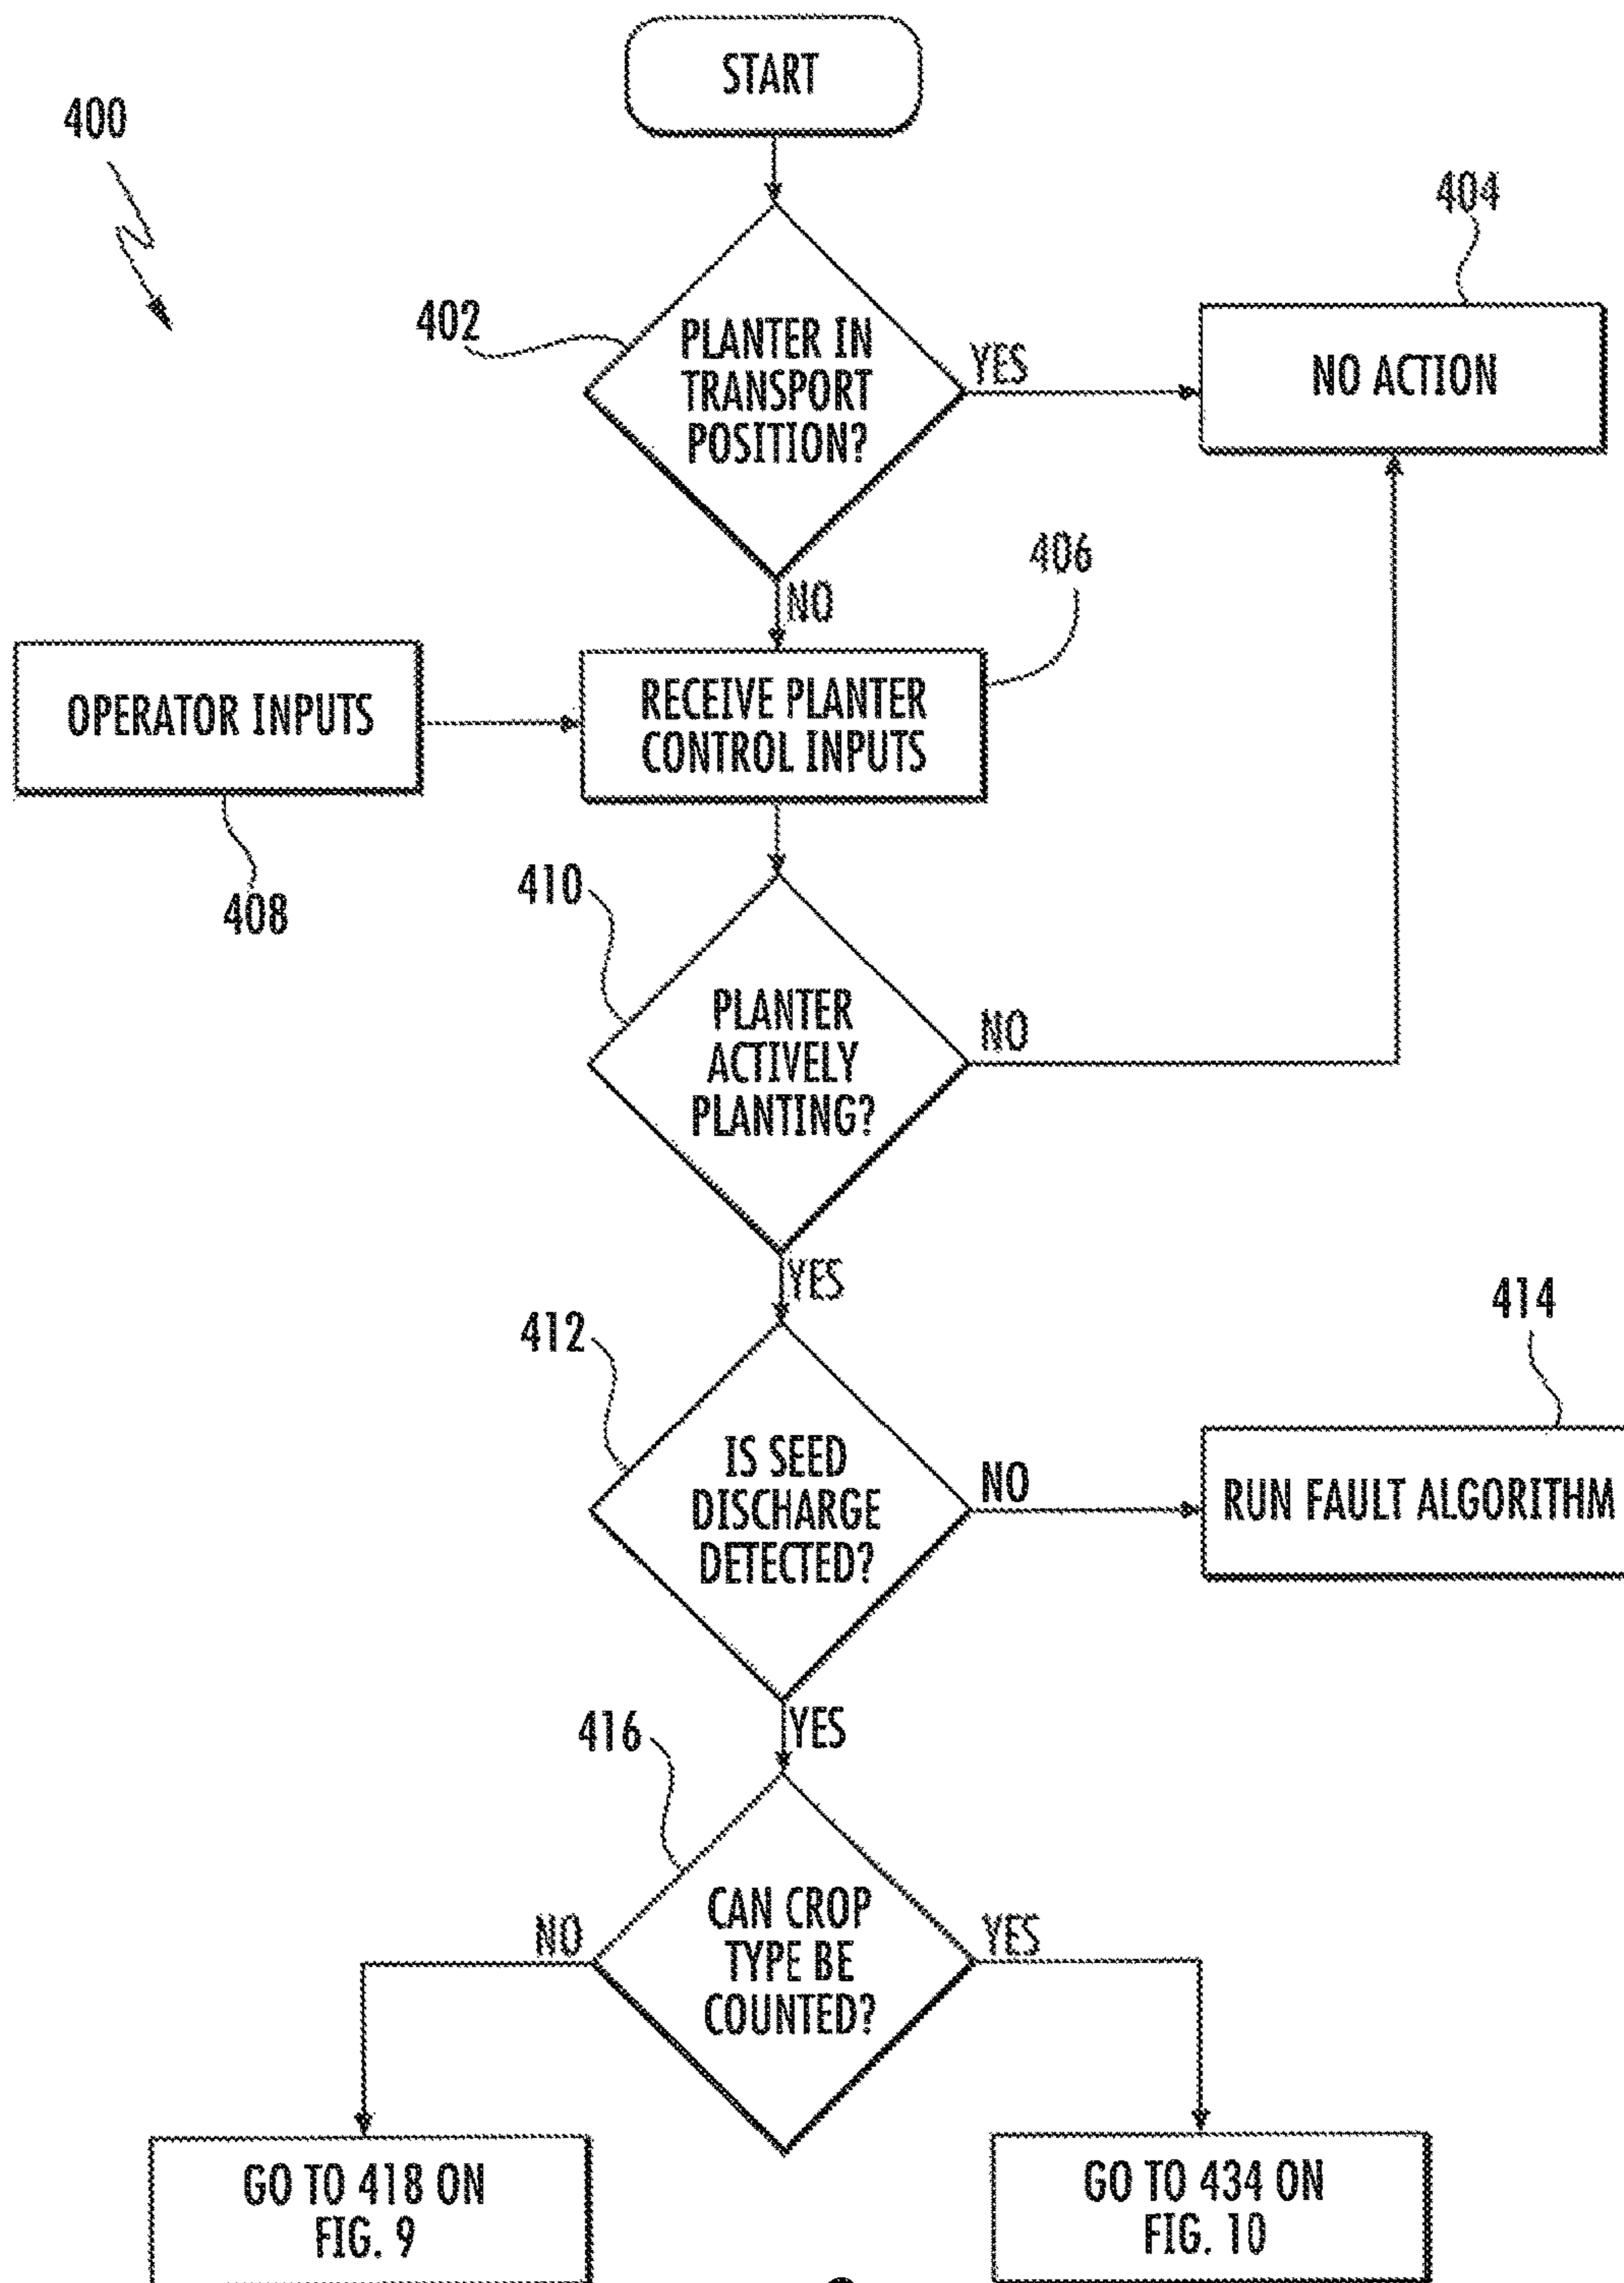 START
400
404
402
PLANTER IN
TRANSPORT
POSITION?
YES
NO ACTION
406
NO
OPERATOR INPUTS
RECEIVE PLANTER
CONTROL INPUTS
408
410
PLANTER
ACTIVELY
PLANTING?
NO
YES
412
414
IS SEED
DISCHARGE
DETECTED?
NO
RUN FAULT ALGORITHM
YES
416
CAN CROP
TYPE BE
COUNTED?
NO
YES
GO TO 418 ON
FIG. 9
GO TO 434 ON
FIG. 10